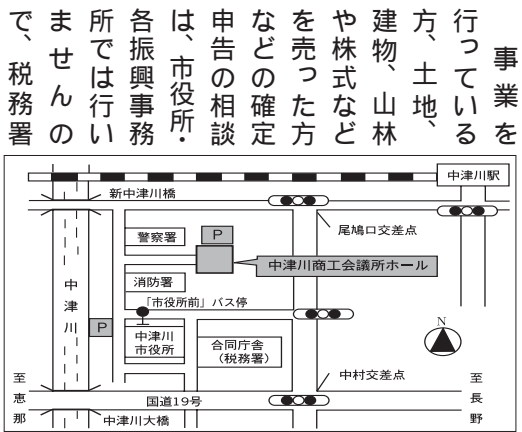 事業を
行っている
方、土地、
建物、山林
や株式など
を売った方
などの確定
申告の相談
は、市役所・
各振興事務
所では行い
ませんの
で、税務署
中津川駅
新中津川橋
尾鳩口交差点
警察署
P
中津川商工会議所ホール
消防署
「市役所前」バス停
中津川
P
中津川
市役所
合同庁舎
(税務署)
N
中村交差点
至恵那
国道19号
中津川大橋
至長野